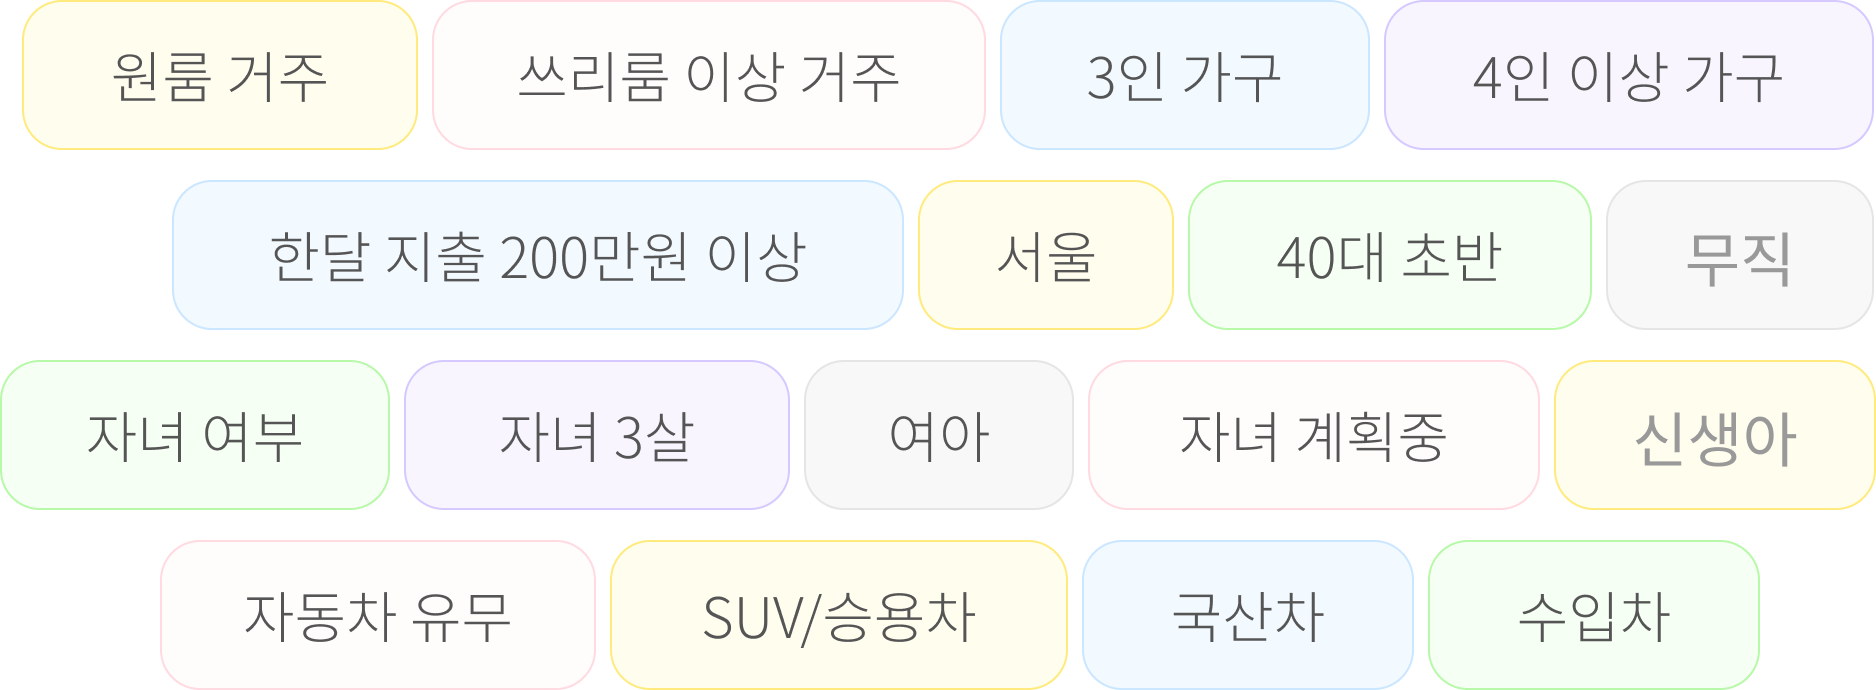 원룸 거주 쓰리룸 이상 거주 3인 가구 4인 이상 가구
한달 지출 200만원 이상 서울 40대 초반 무직
자녀 여부 자녀 3살 여아 자녀 계획중 신생아
자동차 유무 SUV/승용차 국산차 수입차